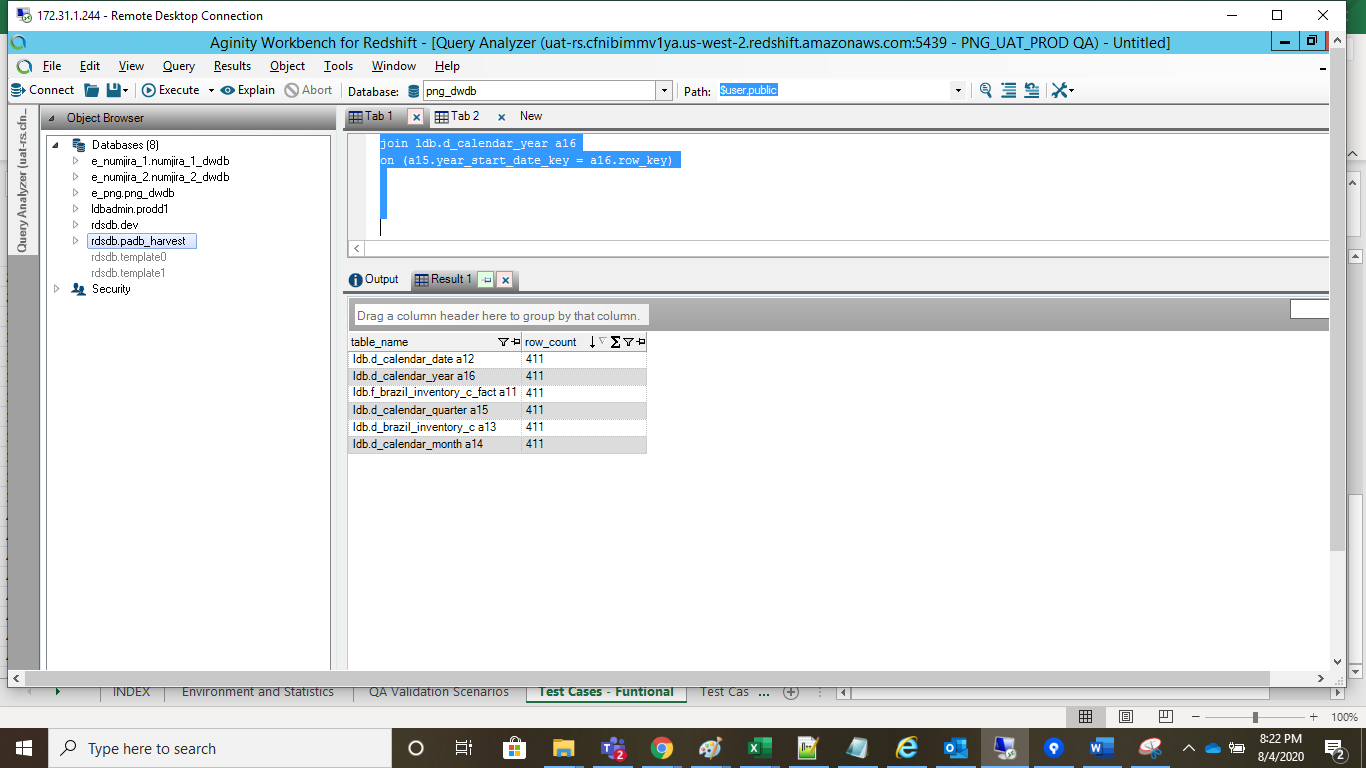 172.31.1.244 - Remote Desktop Connection
Aginity Workbench for Redshift - [Query Analyzer (uat-rs.cfnibimmv1ya.us-west-2.redshift.amazonaws.com:5439 - PNG_UAT_PROD QA) - Untitled]
File Edit View Query Results Object Tools Window Help
Connect Execute Explain Abort Database: png_dwdb Path: $user,public
Query Analyzer (uat-rs.cfn...
Object Browser
Databases (8)
e_numjira_1.numjira_1_dwdb
e_numjira_2.numjira_2_dwdb
e_png.png_dwdb
ldbadmin.prodd1
rdsdb.dev
rdsdb.padb_harvest
rdsdb.template0
rdsdb.template1
Security
Tab 1 Tab 2 New
join ldb.d_calendar_year a16
on (a15.year_start_date_key = a16.row_key)
Output Result 1
Drag a column header here to group by that column.
table_name row_count
ldb.d_calendar_date a12 411
ldb.d_calendar_year a16 411
ldb.f_brazil_inventory_c_fact a11 411
ldb.d_calendar_quarter a15 411
ldb.d_brazil_inventory_c a13 411
ldb.d_calendar_month a14 411
INDEX Environment and Statistics QA Validation Scenarios Test Cases - Funtional Test Cas ...
100%
Type here to search
2
8:22 PM
8/4/2020
2